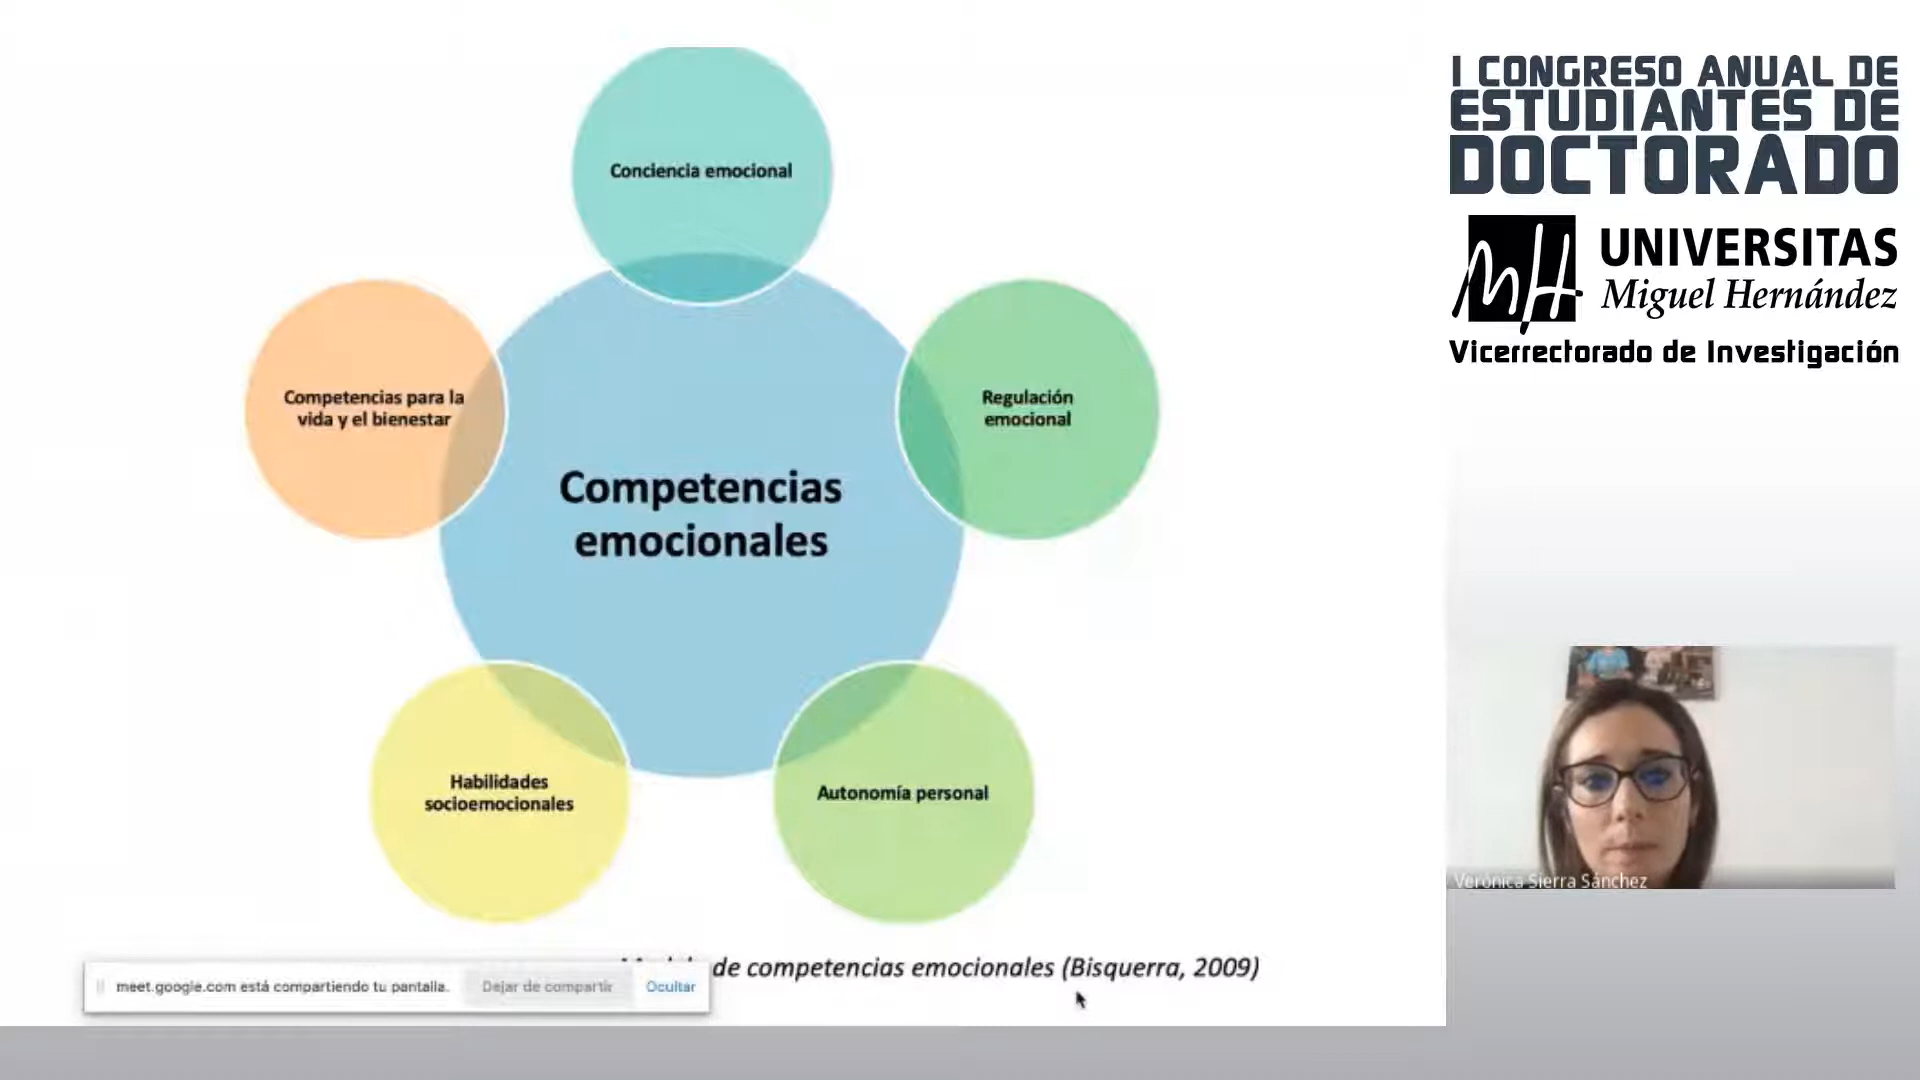 Conciencia emocional
Competencias para la
vida y el bienestar
Regulación
emocional
Competencias
emocionales
Habilidades
socioemocionales
Autonomía personal
de competencias emocionales (Bisquerra, 2009)
meet.google.com está compartiendo tu pantalla.
Dejar de compartir
Ocultar
I CONGRESO ANUAL DE
ESTUDIANTES DE
DOCTORADO
MH
UNIVERSITAS
Miguel Hernández
Vicerrectorado de Investigación
Verónica Sierra Sánchez